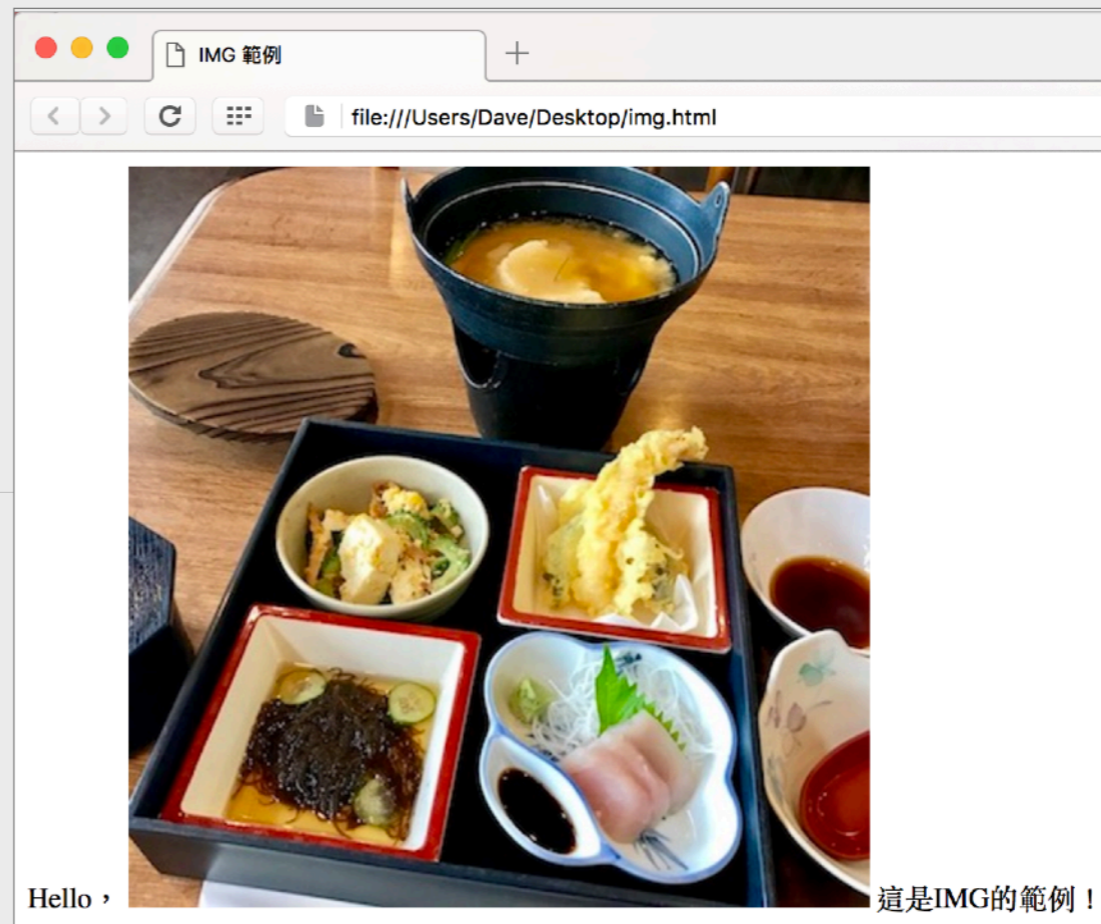 IMG 範例
file:///Users/Dave/Desktop/img.html
Hello， 這是IMG的範例！